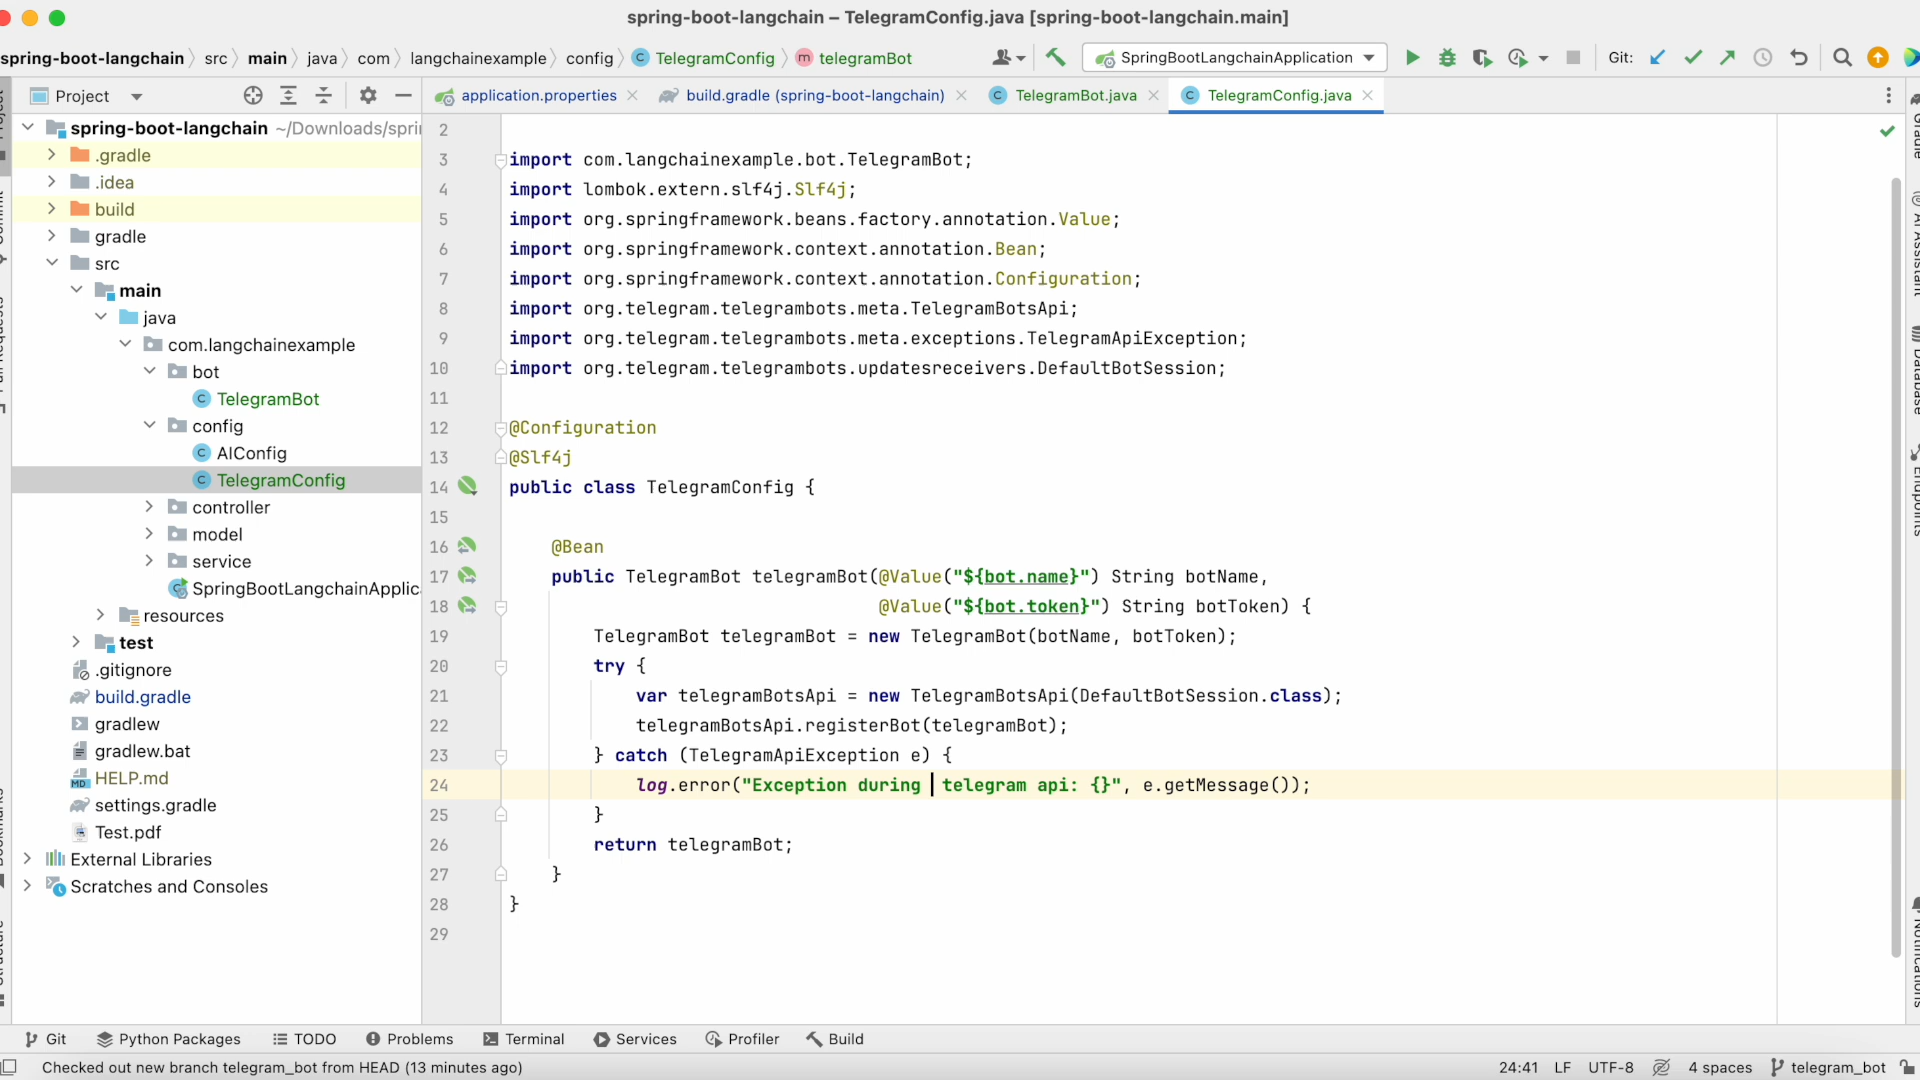 spring-boot-langchain – TelegramConfig.java [spring-boot-langchain.main]
spring-boot-langchain src main java com langchainexample config TelegramConfig telegramBot
SpringBootLangchainApplication
Git:
Project
application.properties
build.gradle (spring-boot-langchain)
TelegramBot.java
TelegramConfig.java
spring-boot-langchain ~/Downloads/spri
.gradle
.idea
build
gradle
src
main
java
com.langchainexample
bot
TelegramBot
config
AIConfig
TelegramConfig
controller
model
service
SpringBootLangchainApplic
resources
test
.gitignore
build.gradle
gradlew
gradlew.bat
HELP.md
settings.gradle
Test.pdf
External Libraries
Scratches and Consoles
2
3 import com.langchainexample.bot.TelegramBot;
4 import lombok.extern.slf4j.Slf4j;
5 import org.springframework.beans.factory.annotation.Value;
6 import org.springframework.context.annotation.Bean;
7 import org.springframework.context.annotation.Configuration;
8 import org.telegram.telegrambots.meta.TelegramBotsApi;
9 import org.telegram.telegrambots.meta.exceptions.TelegramApiException;
10 import org.telegram.telegrambots.updatesreceivers.DefaultBotSession;
11
12 @Configuration
13 @Slf4j
14 public class TelegramConfig {
15
16 @Bean
17 public TelegramBot telegramBot(@Value("${bot.name}") String botName,
18 @Value("${bot.token}") String botToken) {
19 TelegramBot telegramBot = new TelegramBot(botName, botToken);
20 try {
21 var telegramBotsApi = new TelegramBotsApi(DefaultBotSession.class);
22 telegramBotsApi.registerBot(telegramBot);
23 } catch (TelegramApiException e) {
24 log.error("Exception during  telegram api: {}", e.getMessage());
25 }
26 return telegramBot;
27 }
28 }
29
Gradle
AI Assistant
Database
Endpoints
Notifications
Git
Python Packages
TODO
Problems
Terminal
Services
Profiler
Build
Checked out new branch telegram_bot from HEAD (13 minutes ago)
24:41 LF UTF-8 4 spaces telegram_bot